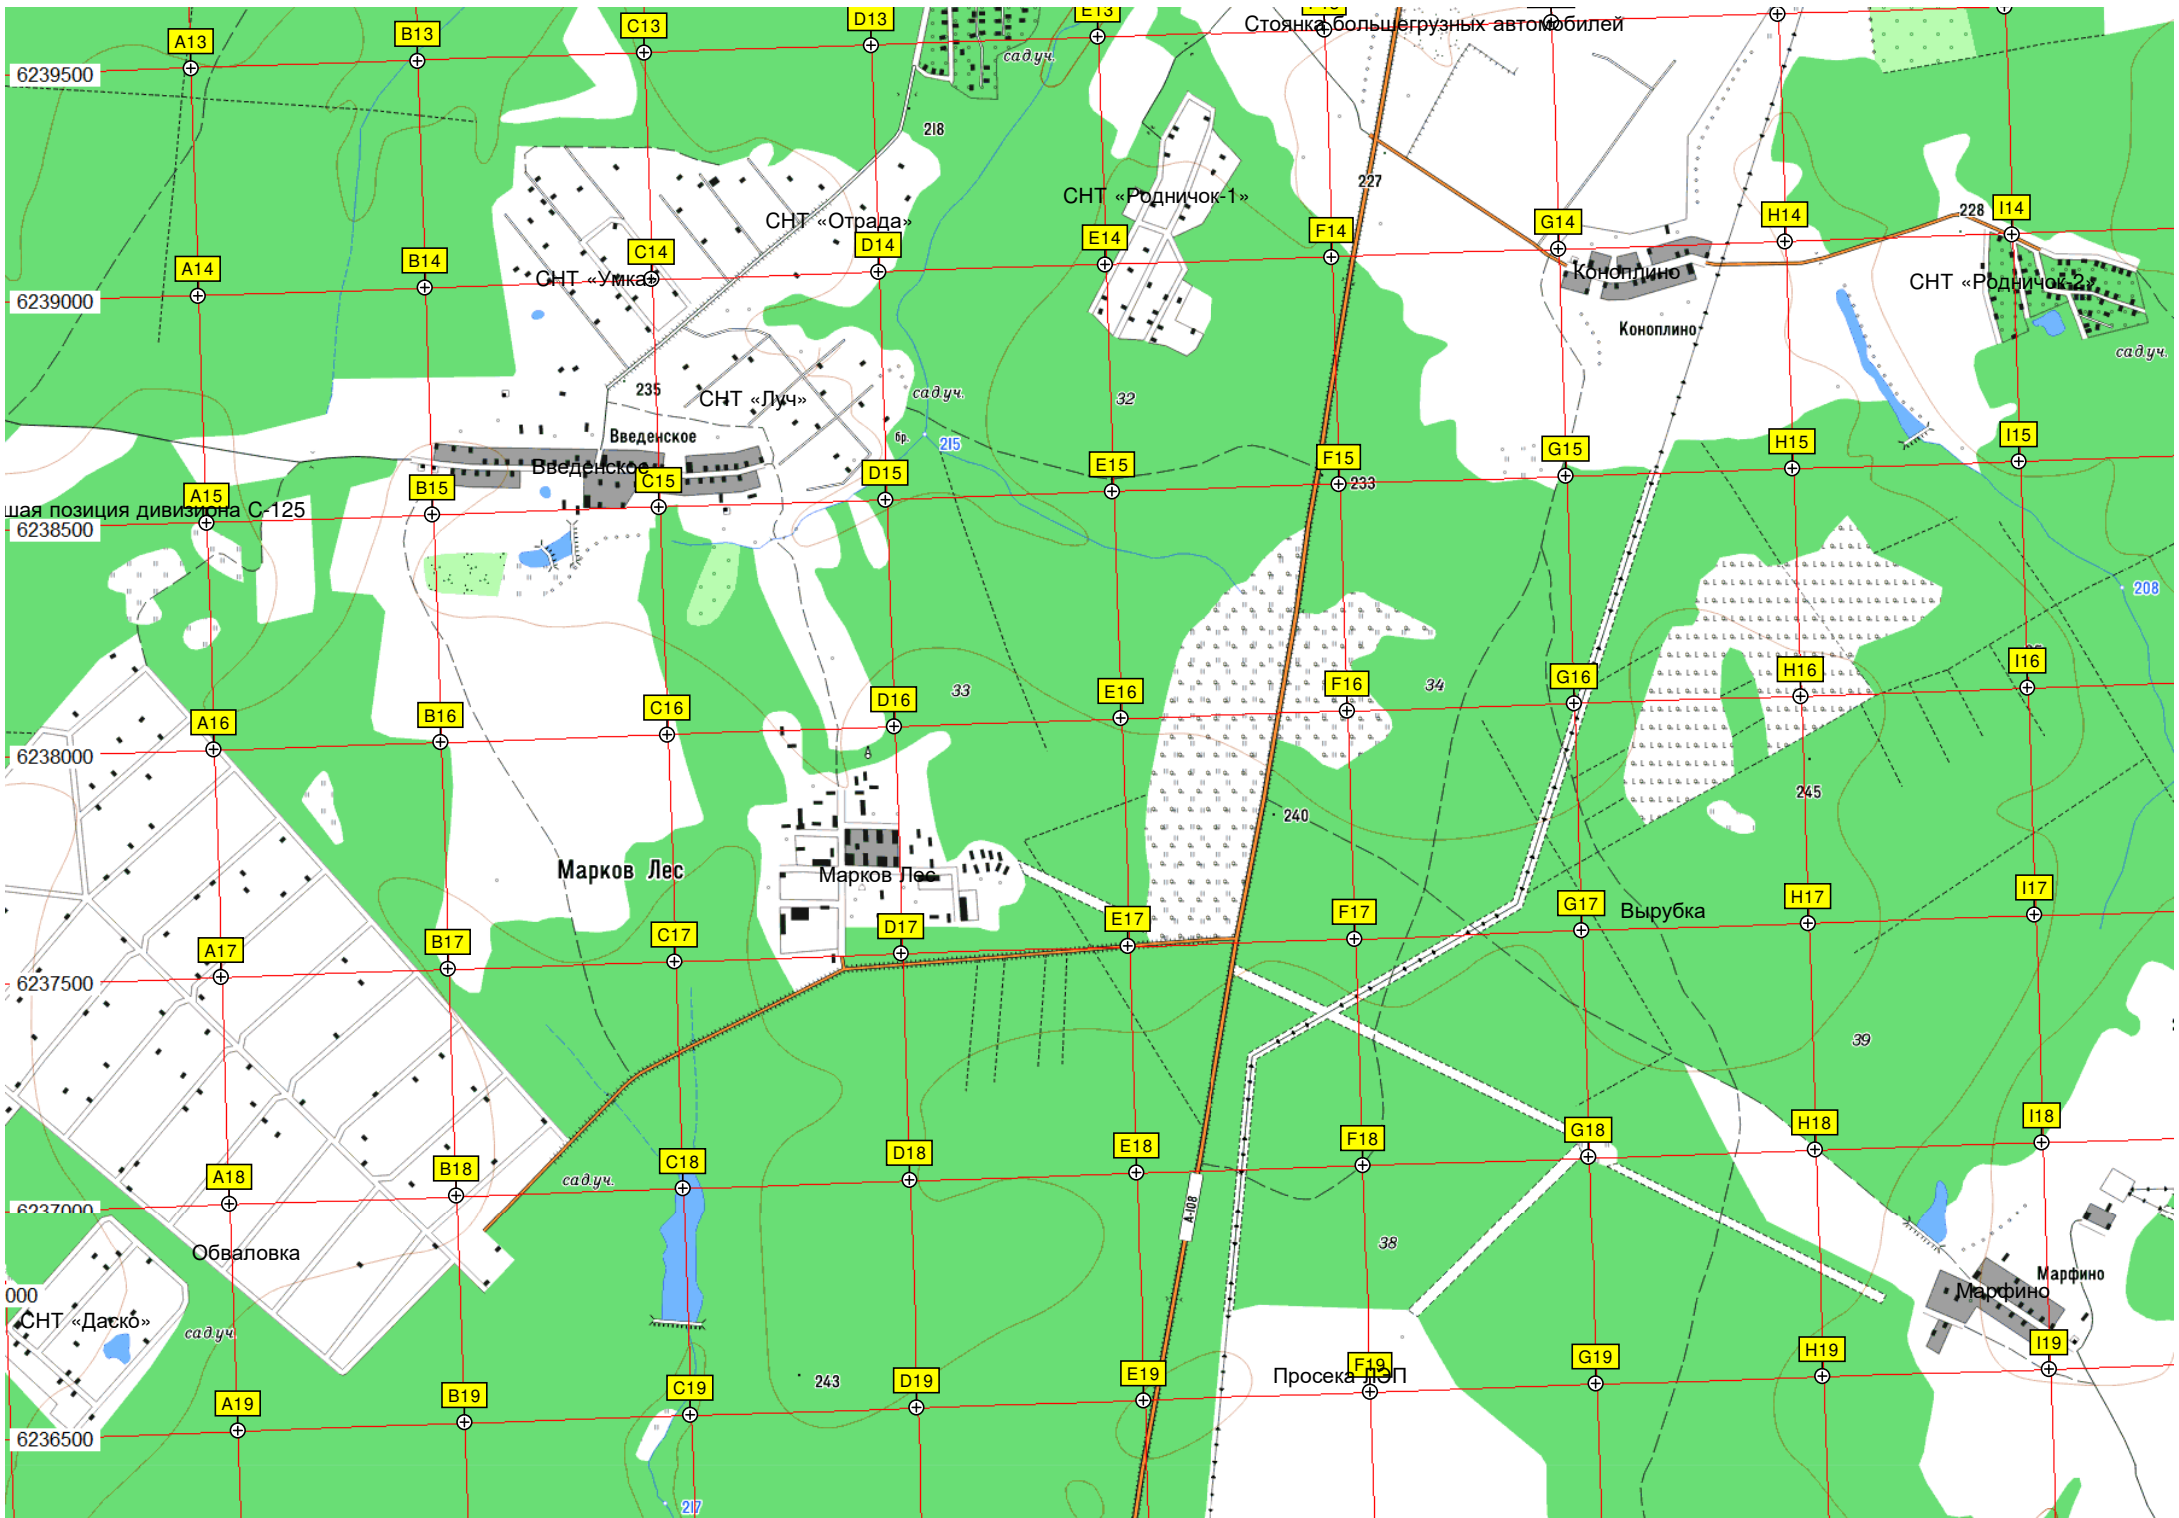 D13
E13
C13
Стоянка большегрузных автомобилей
B13
A13
сад.уч.
6239500
218
227
СНТ «Родничок-1»
СНТ «Отрада»
I14
228
H14
G14
F14
E14
D14
C14
B14
A14
СНТ «Умка»
Коноплино
СНТ «Родничок-2»
6239000
Коноплино
сад.уч.
235
СНТ «Луч»
сад.уч.
32
Введенское
бр.
215
I15
H15
G15
F15
E15
D15
C15
B15
A15
Введенское
233
шая позиция дивизиона С-125
6238500
208
I16
H16
G16
F16
E16
D16
C16
B16
A16
33
34
6238000
245
240
Марков Лес
Марков Лес
I17
H17
G17
F17
E17
D17
C17
B17
A17
Вырубка
6237500
39
I18
H18
G18
F18
E18
D18
C18
B18
A18
сад.уч.
6237000
А-108
38
Обваловка
Марфино
Марфино
000
СНТ «Даско»
сад.уч.
I19
H19
G19
F19
E19
D19
C19
B19
A19
Просека ЛЭП
243
6236500
217